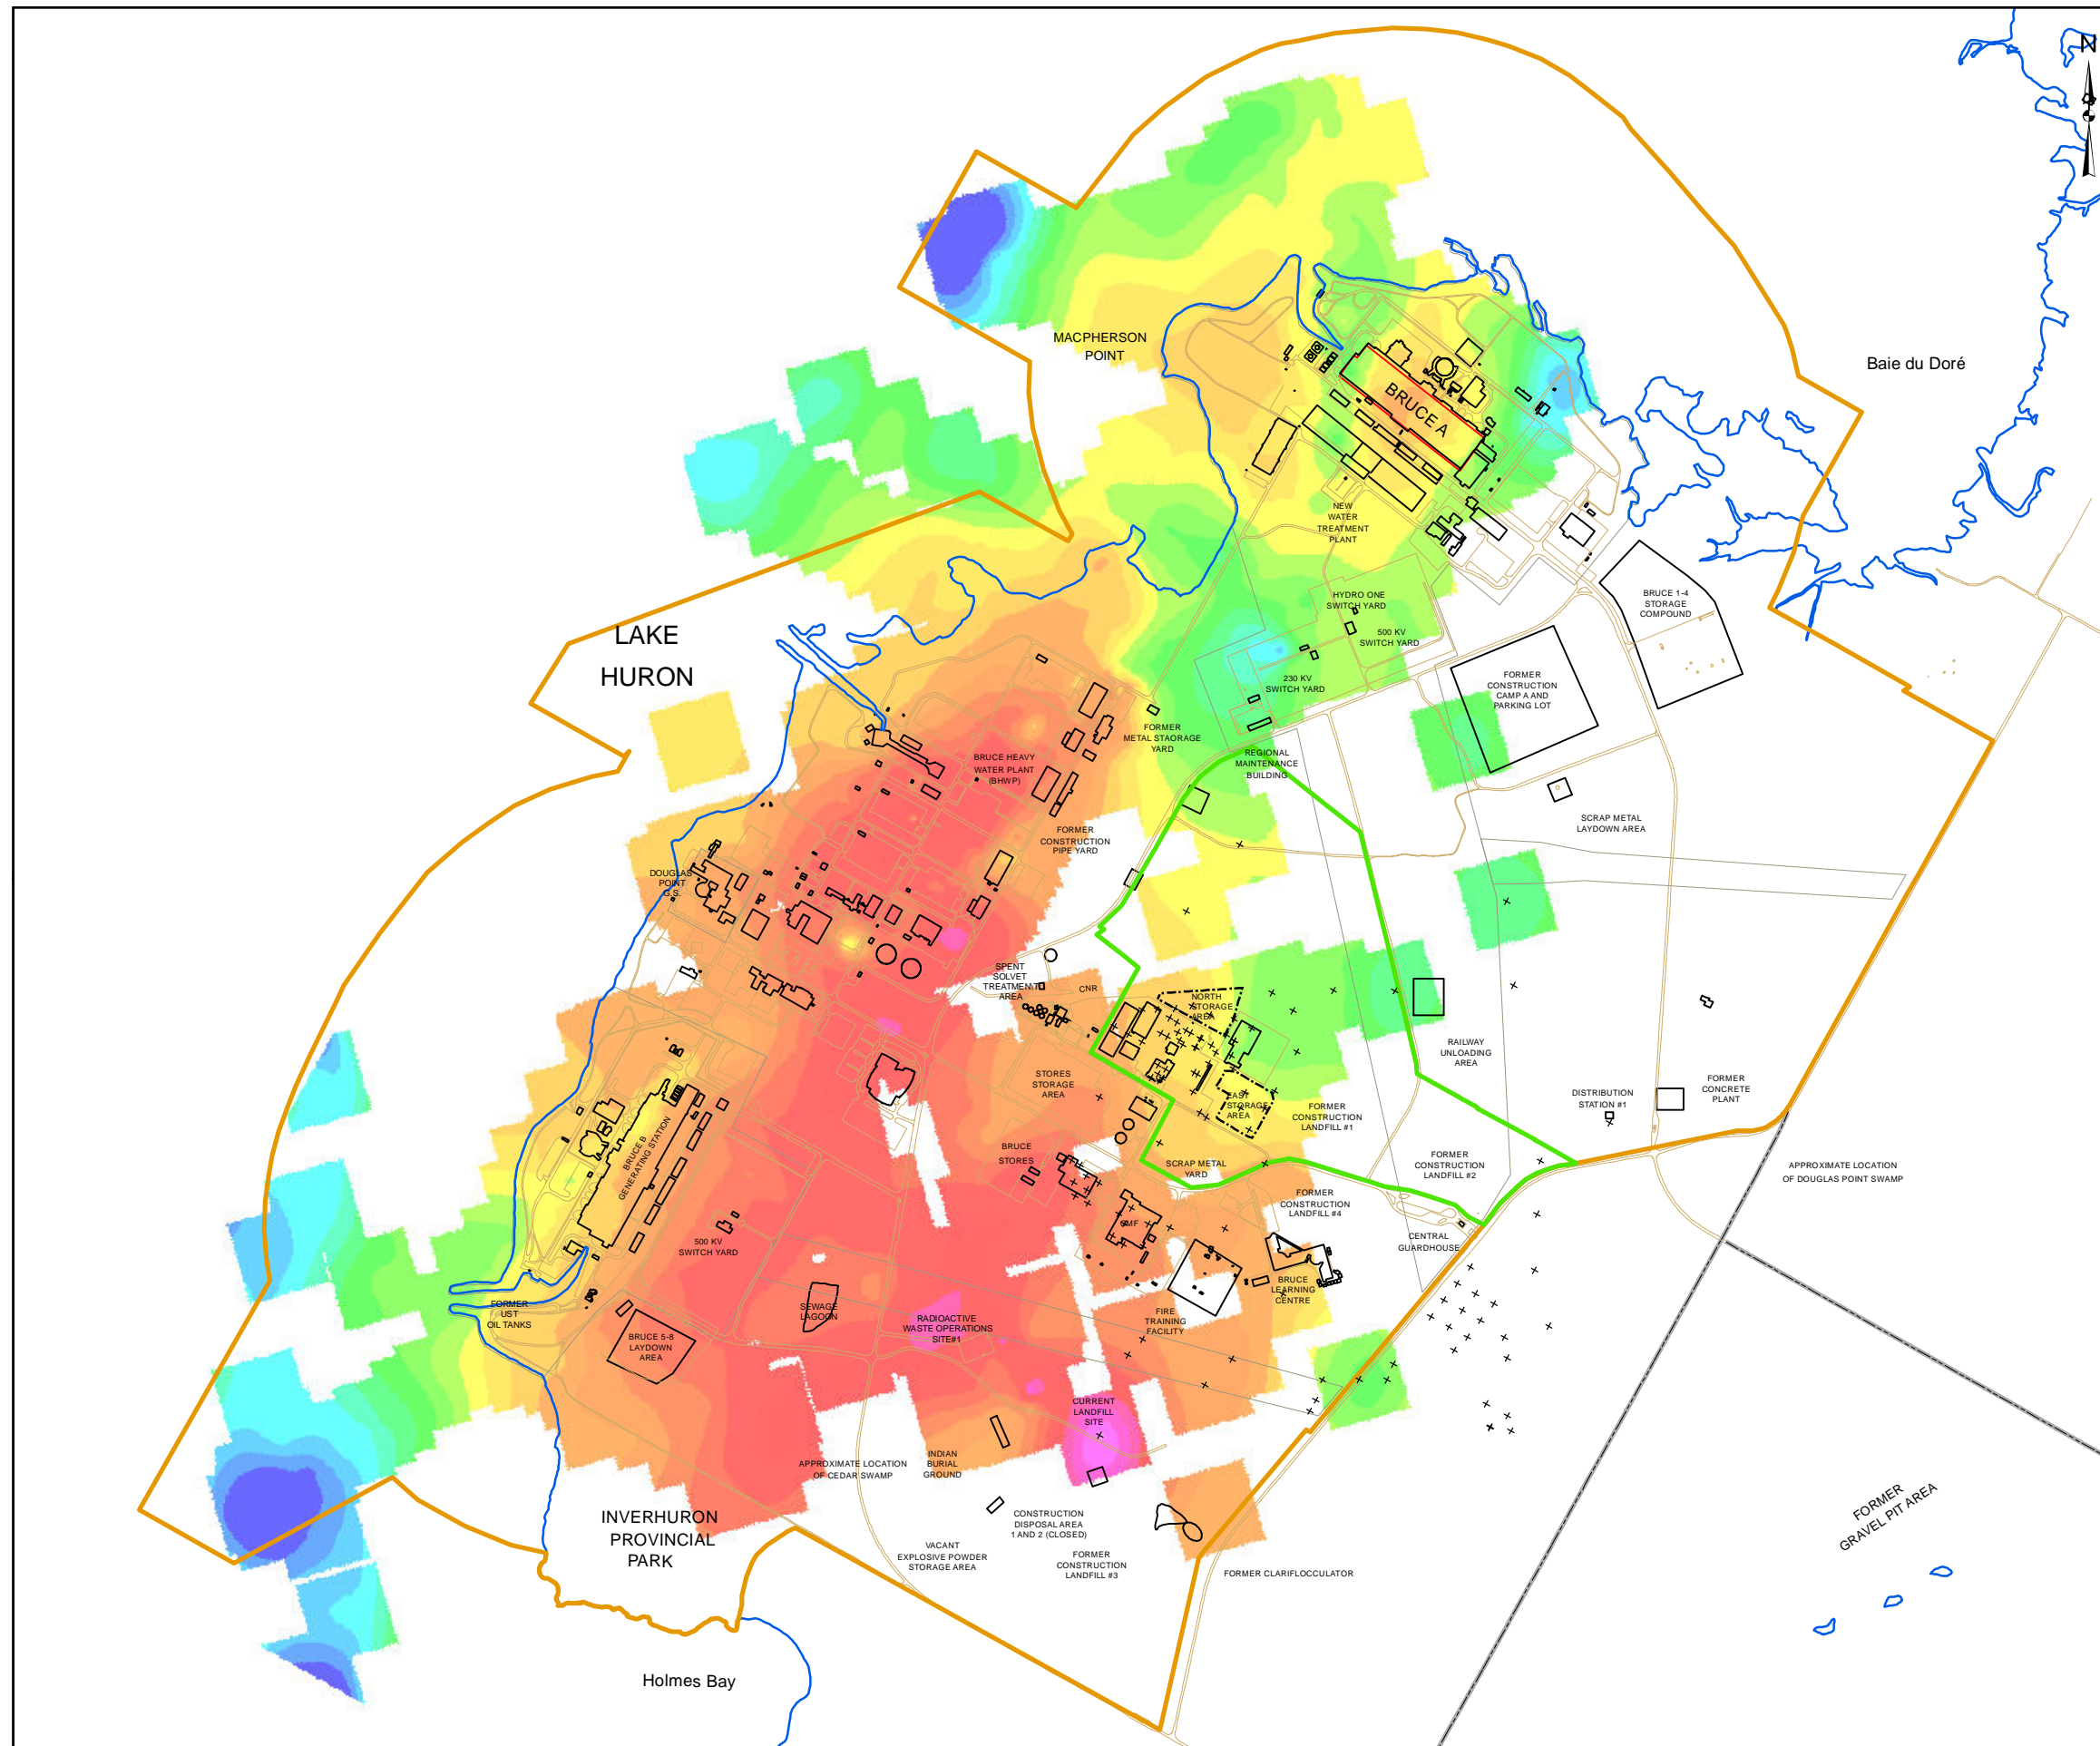 N
MACPHERSON
POINT
Baie du Doré
BRUCE A
NEW
WATER
TREATMENT
PLANT
HYDRO ONE
SWITCH YARD
500 KV
SWITCH YARD
BRUCE 1-4
STORAGE
COMPOUND
LAKE
HURON
230 KV
SWITCH YARD
FORMER
CONSTRUCTION
CAMP A AND
PARKING LOT
FORMER
METAL STAORAGE
YARD
REGIONAL
MAINTENANCE
BUILDING
BRUCE HEAVY
WATER PLANT
(BHWP)
SCRAP METAL
LAYDOWN AREA
FORMER
CONSTRUCTION
PIPE YARD
DOUGLAS
POINT
G.S.
SPENT
SOLVET
TREATMENT
AREA
CNR
NORTH
STORAGE
AREA
RAILWAY
UNLOADING
AREA
STORES
STORAGE
AREA
EAST
STORAGE
AREA
FORMER
CONSTRUCTION
LANDFILL #1
DISTRIBUTION
STATION #1
FORMER
CONCRETE
PLANT
BRUCE B
GENERATING STATION
BRUCE
STORES
SCRAP METAL
YARD
FORMER
CONSTRUCTION
LANDFILL #2
APPROXIMATE LOCATION
OF DOUGLAS POINT SWAMP
FORMER
CONSTRUCTION
LANDFILL #4
500 KV
SWITCH YARD
CENTRAL
GUARDHOUSE
BRUCE
LEARNING
CENTRE
FORMER
UST
OIL TANKS
SEWAGE
LAGOON
RADIOACTIVE
WASTE OPERATIONS
SITE#1
FIRE
TRAINING
FACILITY
BRUCE 5-8
LAYDOWN
AREA
CURRENT
LANDFILL
SITE
APPROXIMATE LOCATION
OF CEDAR SWAMP
INDIAN
BURIAL
GROUND
INVERHURON
PROVINCIAL
PARK
CONSTRUCTION
DISPOSAL AREA
1 AND 2 (CLOSED)
FORMER
GRAVEL PIT AREA
VACANT
EXPLOSIVE POWDER
STORAGE AREA
FORMER
CONSTRUCTION
LANDFILL #3
FORMER CLARIFLOCCULATOR
Holmes Bay